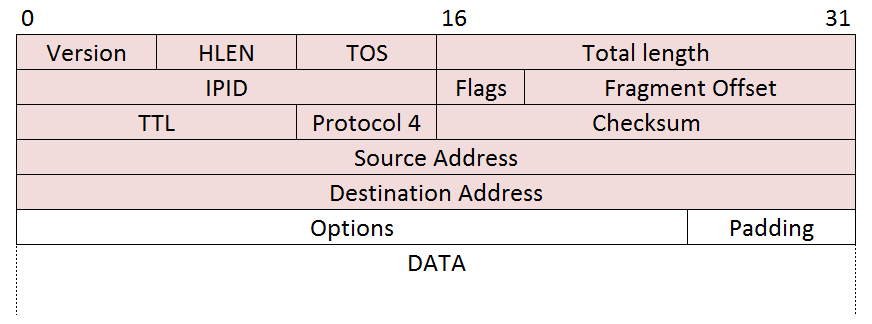 0 16 31
Version HLEN TOS Total length
IPID Flags Fragment Offset
TTL Protocol 4 Checksum
Source Address
Destination Address
Options Padding
DATA